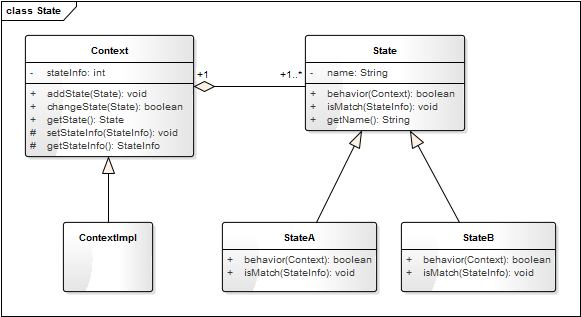 class State
Context
- stateInfo: int
+ addState(State): void
+ changeState(State): boolean
+ getState(): State
# setStateInfo(StateInfo): void
# getStateInfo(): StateInfo
+1
+1..*
State
- name: String
+ behavior(Context): boolean
+ isMatch(StateInfo): void
+ getName(): String
ContextImpl
StateA
+ behavior(Context): boolean
+ isMatch(StateInfo): void
StateB
+ behavior(Context): boolean
+ isMatch(StateInfo): void